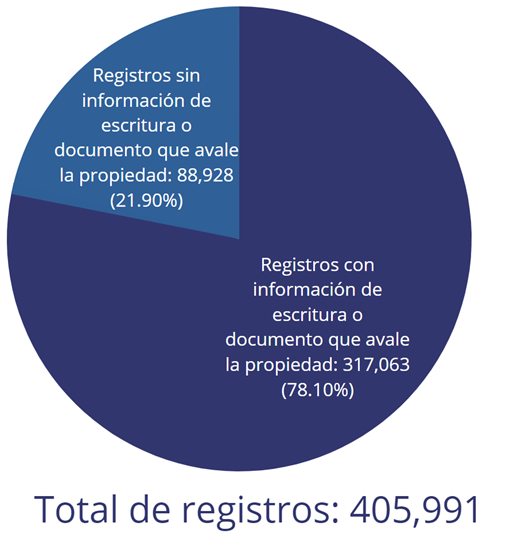 Registros sin
información de
escritura o
documento que avale
la propiedad: 88,928
(21.90%)
Registros con
información de
escritura o
documento que avale
la propiedad: 317,063
(78.10%)
Total de registros: 405,991